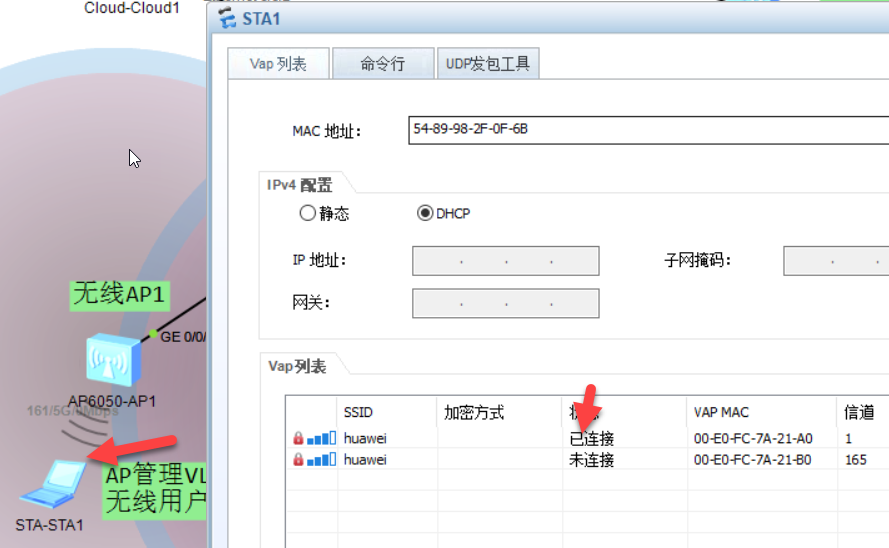 Cloud-Cloud1
STA1
Vap 列表
命令行
UDP发包工具
MAC 地址：
54-89-98-2F-0F-6B
IPv4 配置
静态
DHCP
IP 地址：
子网掩码：
网关：
无线AP1
GE 0/0/
AP6050-AP1
161/5G/0Mbps
AP管理VL
无线用户
STA-STA1
Vap列表
SSID 加密方式 VAP MAC 信道
huawei 已连接 00-E0-FC-7A-21-A0 1
huawei 未连接 00-E0-FC-7A-21-B0 165